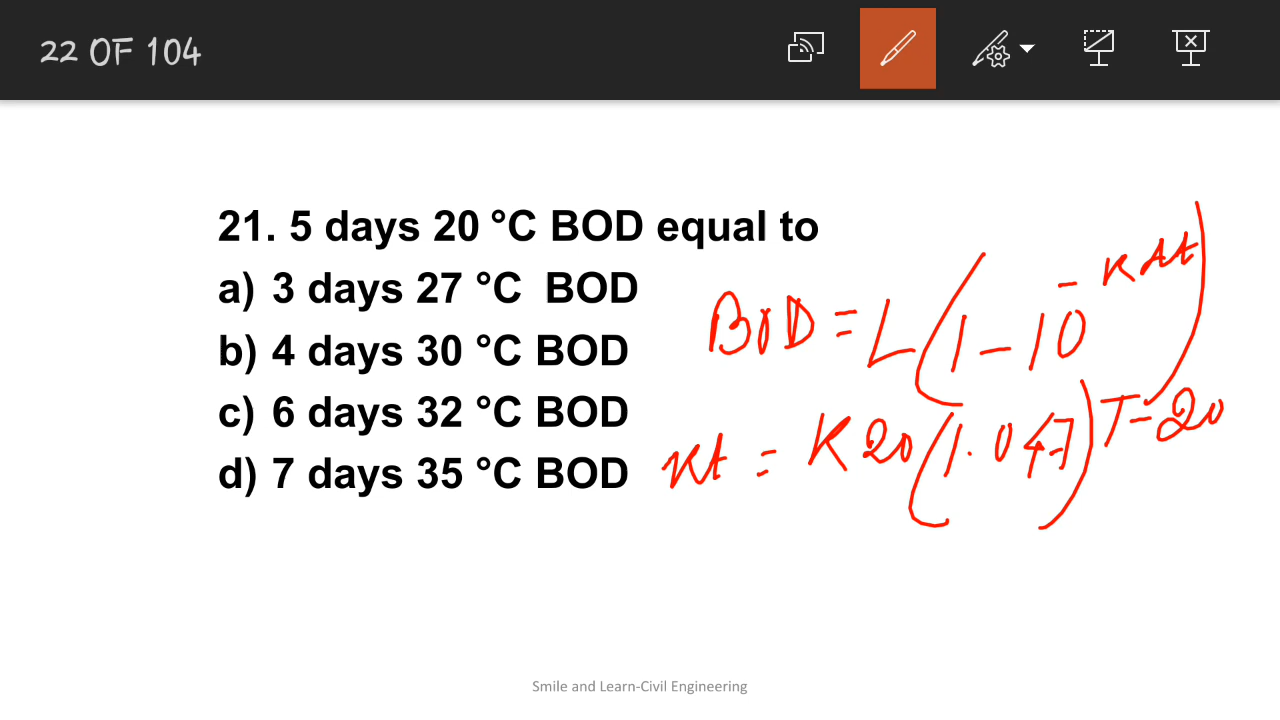 22 OF 104
21. 5 days 20 °C BOD equal to
a) 3 days 27 °C BOD
b) 4 days 30 °C BOD
c) 6 days 32 °C BOD
d) 7 days 35 °C BOD
BOD = L(1-10^-K∆t)
Kt = K20(1.047)^T-20
Smile and Learn-Civil Engineering